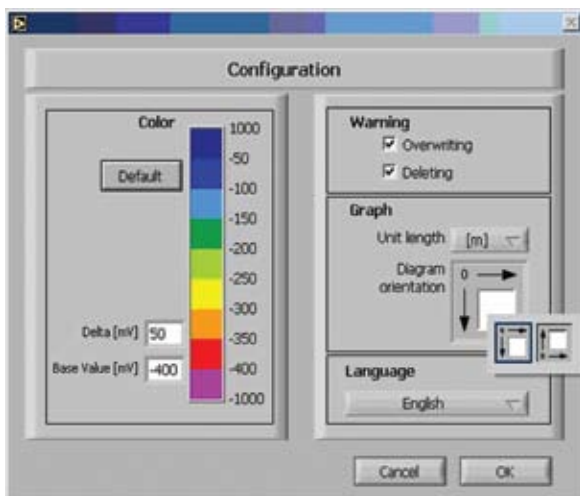 Configuration
Color
Default
1000
-50
-100
-150
-200
-250
-300
-350
-400
-1000
Delta [mV] 50
Base Value [mV] -400
Warning
Overwriting
Deleting
Graph
Unit length [m]
Diagram
orientation
0
Language
English
Cancel
OK